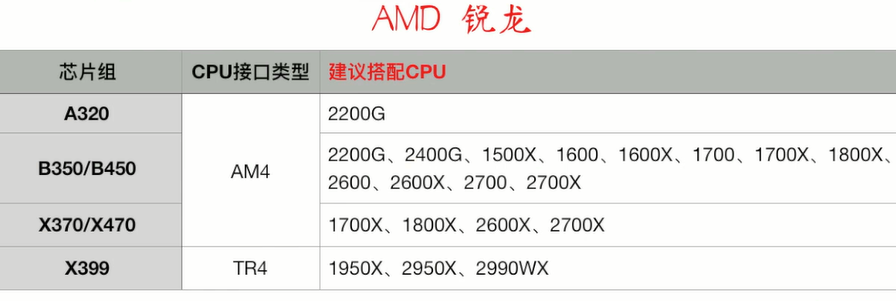 AMD 锐龙
芯片组 CPU接口类型 建议搭配CPU
A320 2200G
B350/B450 AM4 2200G、2400G、1500X、1600、1600X、1700、1700X、1800X、
2600、2600X、2700、2700X
X370/X470 1700X、1800X、2600X、2700X
X399 TR4 1950X、2950X、2990WX